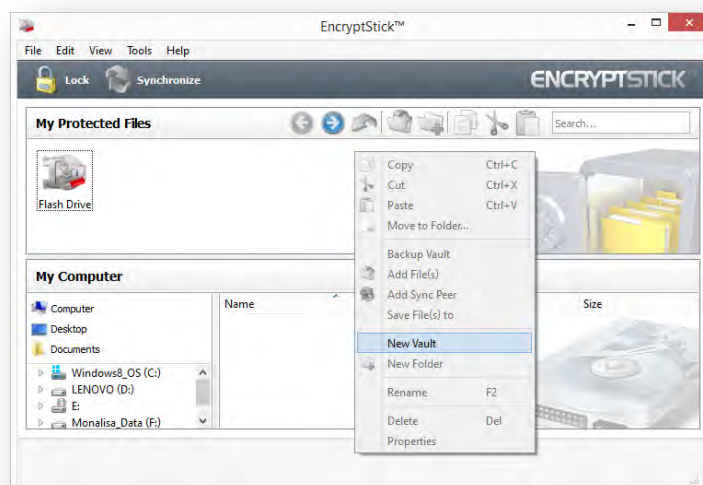 EncryptStick™
File Edit View Tools Help
Lock Synchronize ENCRYPTSTICK
My Protected Files Search...
Flash Drive
Copy Ctrl+C
Cut Ctrl+X
Paste Ctrl+V
Move to Folder...
Backup Vault
Add File(s)
Add Sync Peer
Save File(s) to
New Vault
New Folder
Rename F2
Delete Del
Properties
My Computer
Name Size
Computer
Desktop
Documents
Windows8_OS (C:)
LENOVO (D:)
E:
Monalisa_Data (F:)